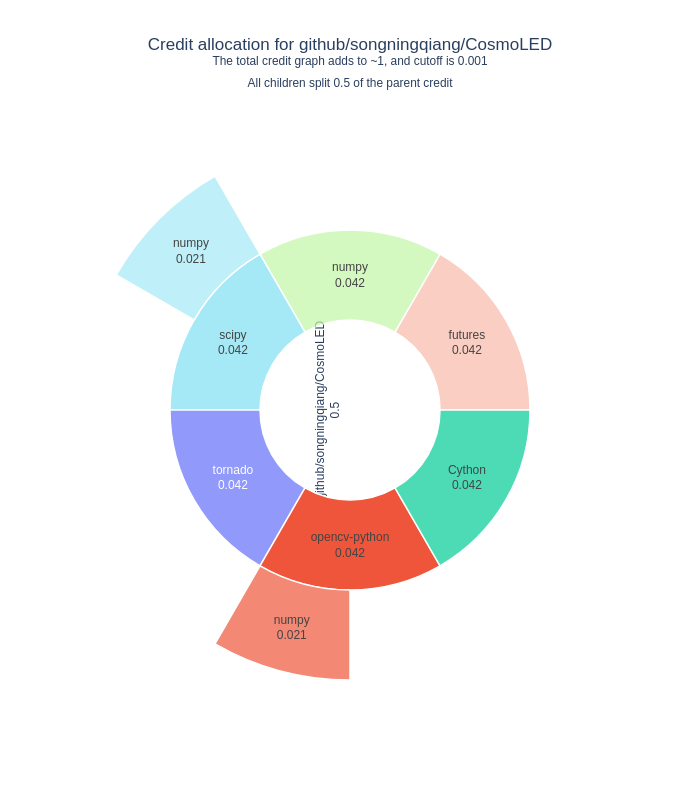 Credit allocation for github/songningqiang/CosmoLED
The total credit graph adds to ~1, and cutoff is 0.001
All children split 0.5 of the parent credit
numpy
0.021
numpy
0.042
scipy
0.042
futures
0.042
github/songningqiang/CosmoLED
0.5
tornado
0.042
Cython
0.042
opencv-python
0.042
numpy
0.021